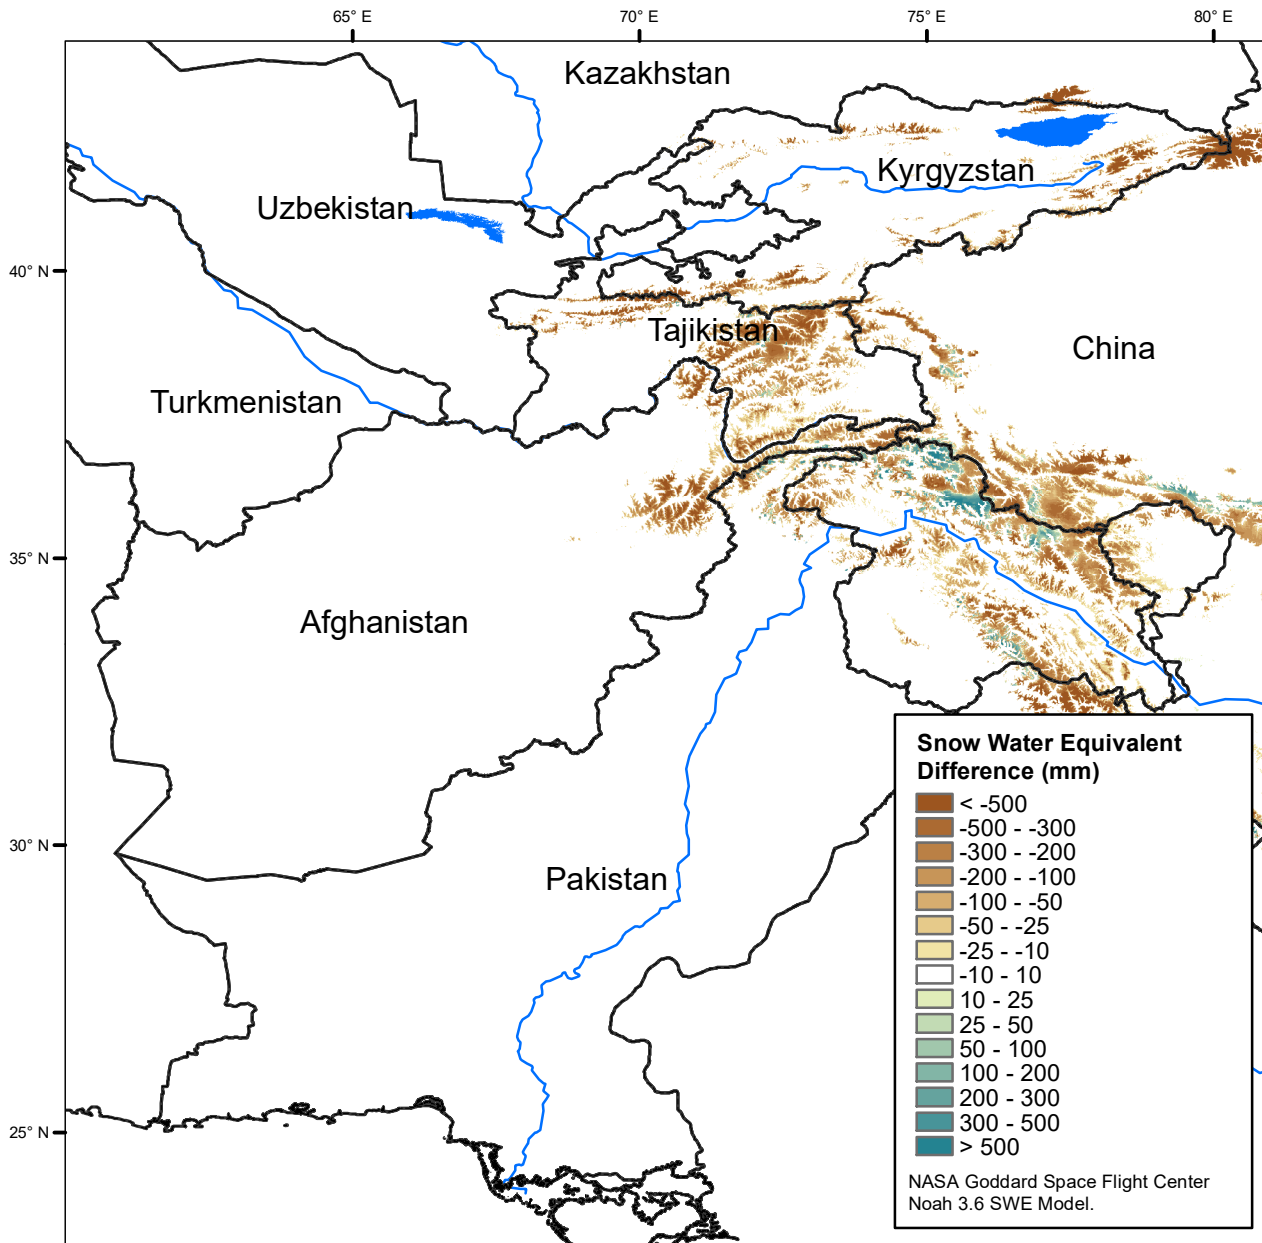 65° E
70° E
75° E
80° E
Kazakhstan
Kyrgyzstan
Uzbekistan
40° N
Tajikistan
China
Turkmenistan
35° N
Afghanistan
30° N
Pakistan
25° N
Snow Water Equivalent
Difference (mm)
< -500
-500 - -300
-300 - -200
-200 - -100
-100 - -50
-50 - -25
-25 - -10
-10 - 10
10 - 25
25 - 50
50 - 100
100 - 200
200 - 300
300 - 500
> 500
NASA Goddard Space Flight Center
Noah 3.6 SWE Model.